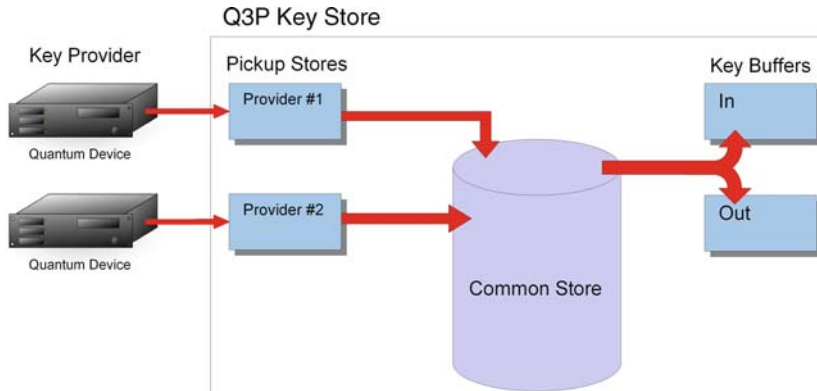 Q3P Key Store
Key Provider
Pickup Stores
Key Buffers
Provider #1
In
Quantum Device
Provider #2
Out
Quantum Device
Common Store